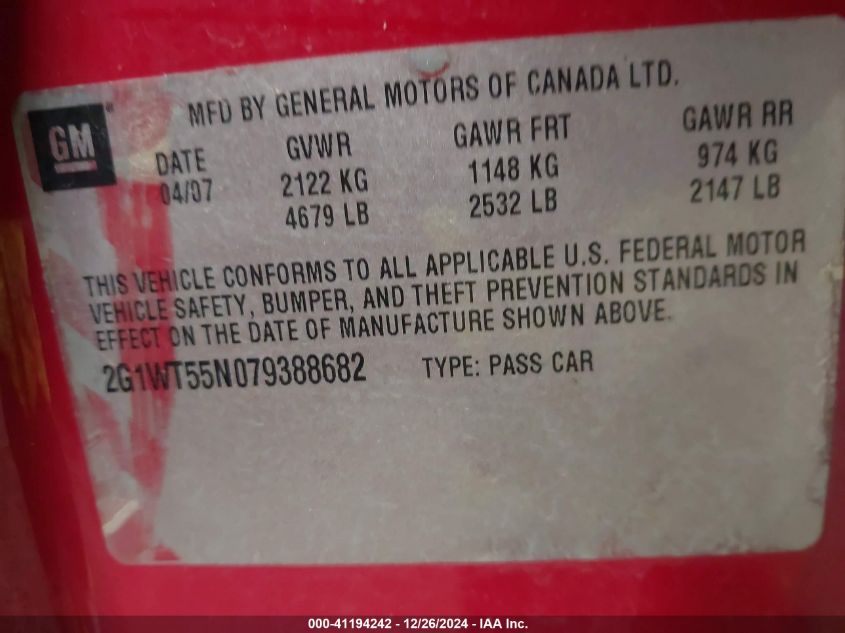 MFD BY GENERAL MOTORS OF CANADA LTD.
GM
DATE GVWR GAWR FRT GAWR RR
04/07 2122 KG 1148 KG 974 KG
4679 LB 2532 LB 2147 LB
THIS VEHICLE CONFORMS TO ALL APPLICABLE U.S. FEDERAL MOTOR
VEHICLE SAFETY, BUMPER, AND THEFT PREVENTION STANDARDS IN
EFFECT ON THE DATE OF MANUFACTURE SHOWN ABOVE.
2G1WT55N079388682 TYPE: PASS CAR
000-41194242 - 12/26/2024 - IAA Inc.